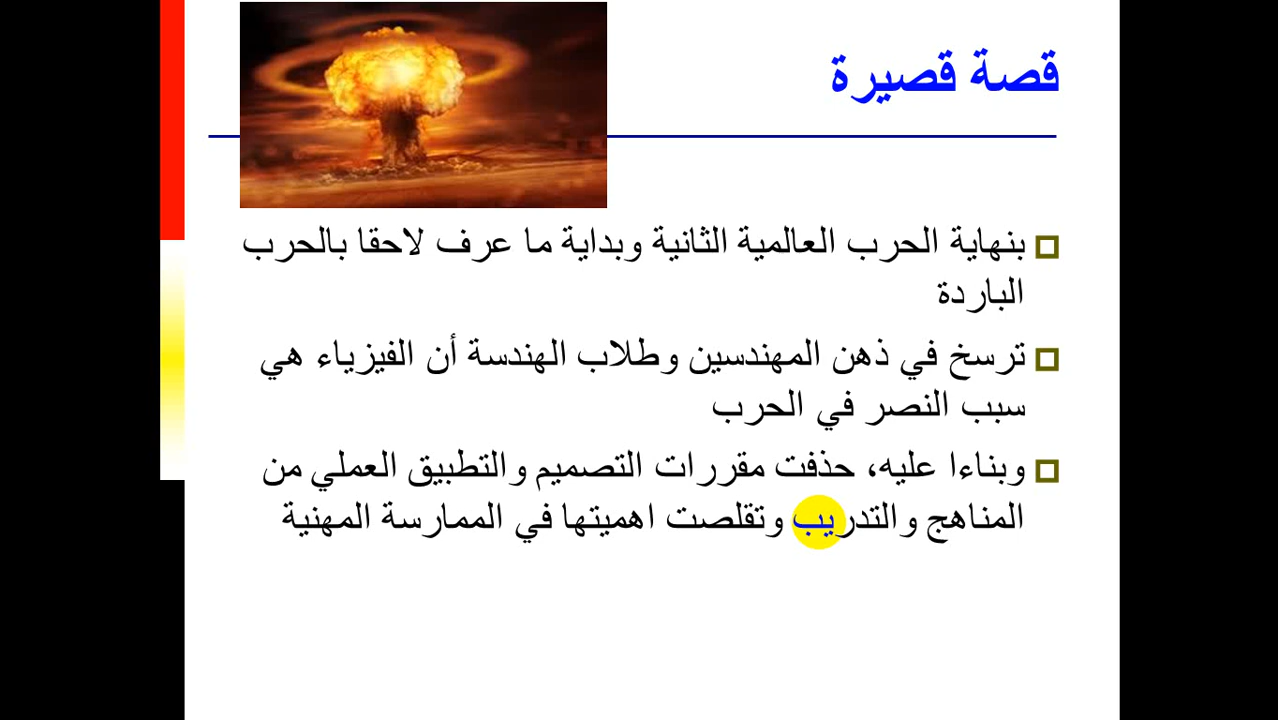 قصة قصيرة
بنهاية الحرب العالمية الثانية وبداية ما عرف لاحقا بالحرب
الباردة
ترسخ في ذهن المهندسين وطلاب الهندسة أن الفيزياء هي
سبب النصر في الحرب
وبناءا عليه، حذفت مقررات التصميم والتطبيق العملي من
المناهج والتدريب وتقلصت اهميتها في الممارسة المهنية